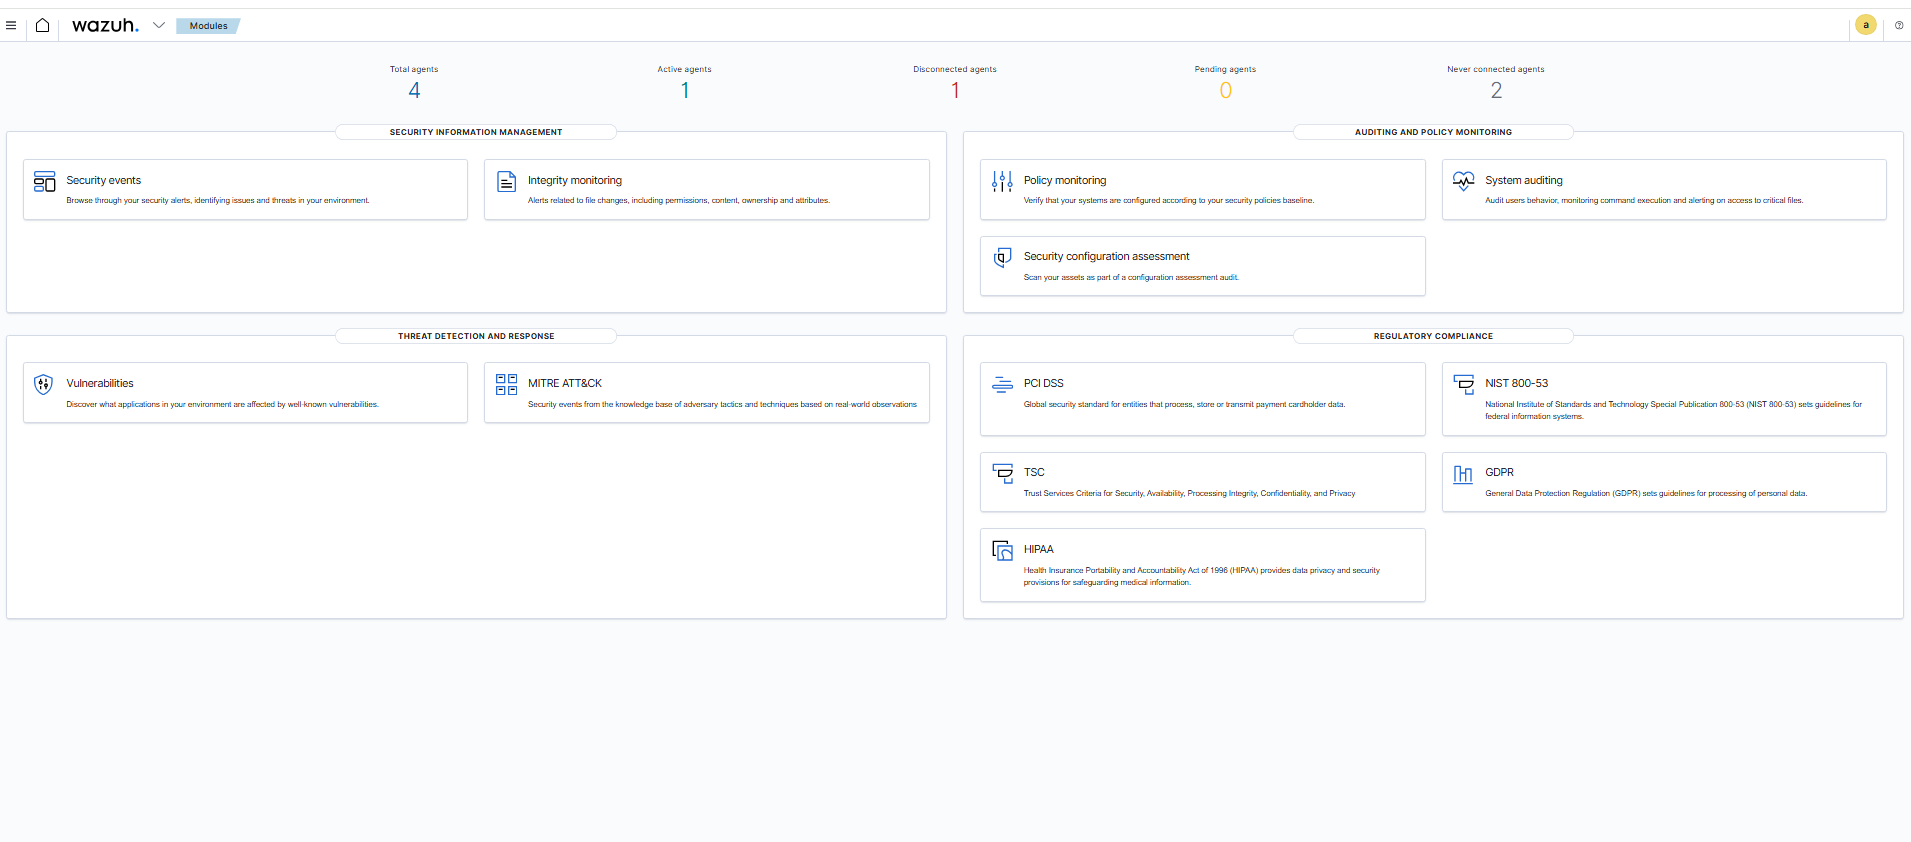 wazuh.
Modules
a
Total agents
4
Active agents
1
Disconnected agents
1
Pending agents
0
Never connected agents
2
SECURITY INFORMATION MANAGEMENT
Security events
Browse through your security alerts, identifying issues and threats in your environment.
Integrity monitoring
Alerts related to file changes, including permissions, content, ownership and attributes.
AUDITING AND POLICY MONITORING
Policy monitoring
Verify that your systems are configured according to your security policies baseline.
System auditing
Audit users behavior, monitoring command execution and alerting on access to critical files.
Security configuration assessment
Scan your assets as part of a configuration assessment audit.
THREAT DETECTION AND RESPONSE
Vulnerabilities
Discover what applications in your environment are affected by well-known vulnerabilities.
MITRE ATT&CK
Security events from the knowledge base of adversary tactics and techniques based on real-world observations
REGULATORY COMPLIANCE
PCI DSS
Global security standard for entities that process, store or transmit payment cardholder data.
NIST 800-53
National Institute of Standards and Technology Special Publication 800-53 (NIST 800-53) sets guidelines for
federal information systems.
TSC
Trust Services Criteria for Security, Availability, Processing Integrity, Confidentiality, and Privacy
GDPR
General Data Protection Regulation (GDPR) sets guidelines for processing of personal data.
HIPAA
Health Insurance Portability and Accountability Act of 1996 (HIPAA) provides data privacy and security
provisions for safeguarding medical information.